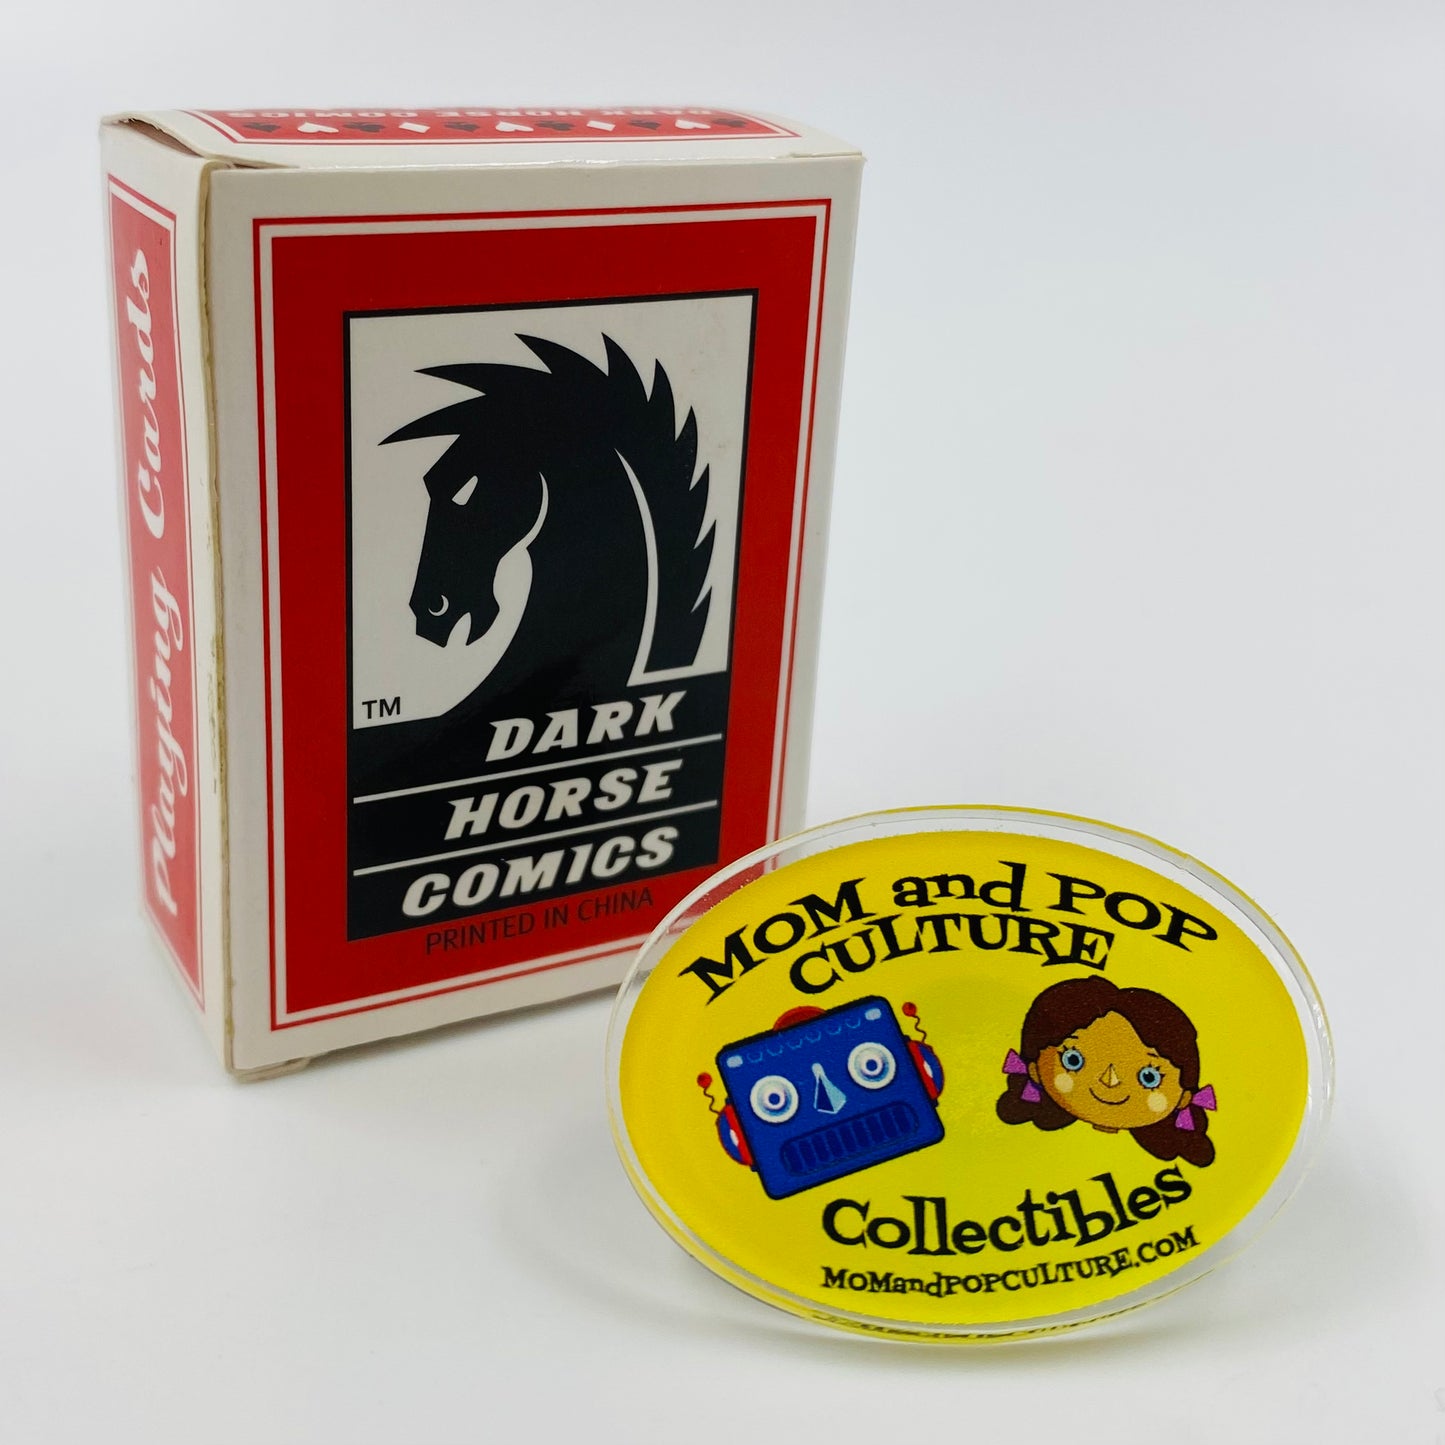 DARK HORSE COMICS
Playing Cards
TM
DARK
HORSE
COMICS
PRINTED IN CHINA
MOM and POP
CULTURE
Collectibles
MOMandPOPCULTURE.COM